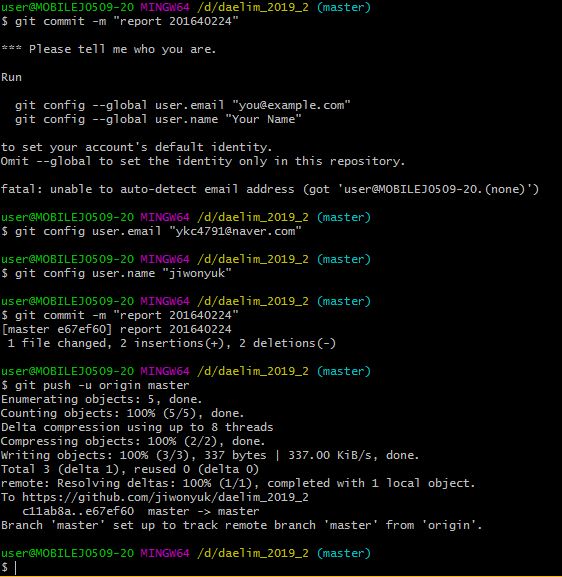 user@MOBILEJ0509-20 MINGW64 /d/daelim_2019_2 (master)
$ git commit -m "report 201640224"
*** Please tell me who you are.
Run
git config --global user.email "you@example.com"
git config --global user.name "Your Name"
to set your account's default identity.
Omit --global to set the identity only in this repository.
fatal: unable to auto-detect email address (got 'user@MOBILEJ0509-20.(none)')
user@MOBILEJ0509-20 MINGW64 /d/daelim_2019_2 (master)
$ git config user.email "ykc4791@naver.com"
user@MOBILEJ0509-20 MINGW64 /d/daelim_2019_2 (master)
$ git config user.name "jiwonyuk"
user@MOBILEJ0509-20 MINGW64 /d/daelim_2019_2 (master)
$ git commit -m "report 201640224"
[master e67ef60] report 201640224
1 file changed, 2 insertions(+), 2 deletions(-)
user@MOBILEJ0509-20 MINGW64 /d/daelim_2019_2 (master)
$ git push -u origin master
Enumerating objects: 5, done.
Counting objects: 100% (5/5), done.
Delta compression using up to 8 threads
Compressing objects: 100% (2/2), done.
Writing objects: 100% (3/3), 337 bytes | 337.00 KiB/s, done.
Total 3 (delta 1), reused 0 (delta 0)
remote: Resolving deltas: 100% (1/1), completed with 1 local object.
To https://github.com/jiwonyuk/daelim_2019_2
c11ab8a..e67ef60  master -> master
Branch 'master' set up to track remote branch 'master' from 'origin'.
user@MOBILEJ0509-20 MINGW64 /d/daelim_2019_2 (master)
$